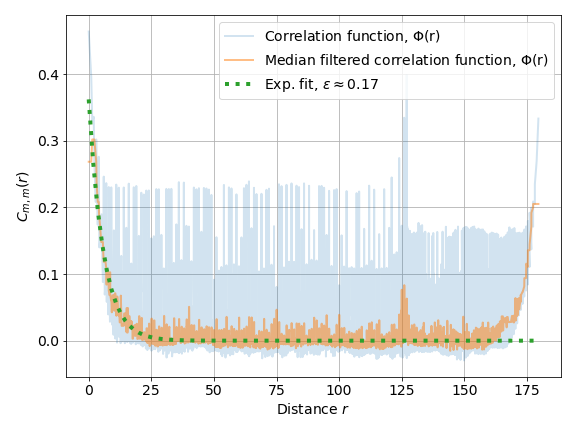 Correlation function, Φ(r)
Median filtered correlation function, Φ(r)
Exp. fit, ε ≈ 0.17
C_{m,m}(r)
0.4
0.3
0.2
0.1
0.0
0 25 50 75 100 125 150 175
Distance r